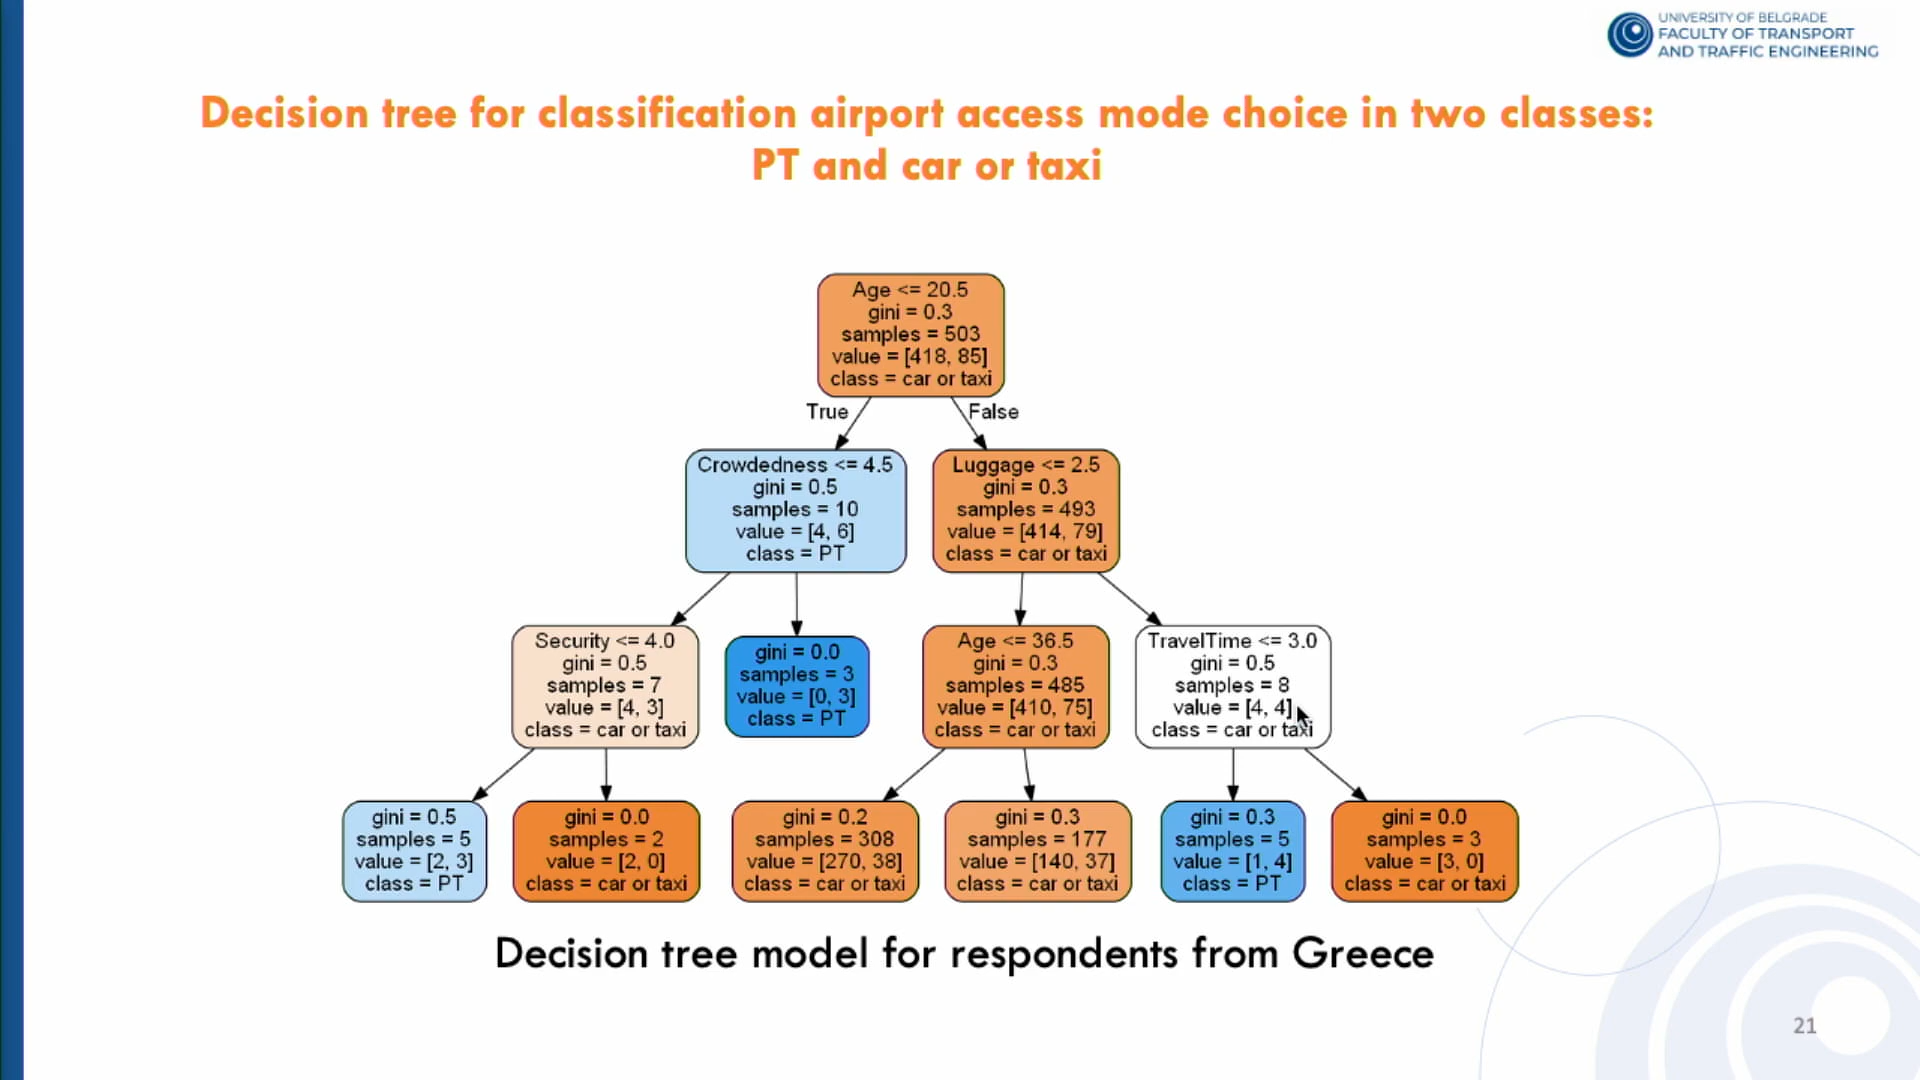 UNIVERSITY OF BELGRADE
FACULTY OF TRANSPORT
AND TRAFFIC ENGINEERING
Decision tree for classification airport access mode choice in two classes:
PT and car or taxi
Age <= 20.5
gini = 0.3
samples = 503
value = [418, 85]
class = car or taxi
True
False
Crowdedness <= 4.5
gini = 0.5
samples = 10
value = [4, 6]
class = PT
Luggage <= 2.5
gini = 0.3
samples = 493
value = [414, 79]
class = car or taxi
Security <= 4.0
gini = 0.5
samples = 7
value = [4, 3]
class = car or taxi
gini = 0.0
samples = 3
value = [0, 3]
class = PT
Age <= 36.5
gini = 0.3
samples = 485
value = [410, 75]
class = car or taxi
TravelTime <= 3.0
gini = 0.5
samples = 8
value = [4, 4]
class = car or taxi
gini = 0.5
samples = 5
value = [2, 3]
class = PT
gini = 0.0
samples = 2
value = [2, 0]
class = car or taxi
gini = 0.2
samples = 308
value = [270, 38]
class = car or taxi
gini = 0.3
samples = 177
value = [140, 37]
class = car or taxi
gini = 0.3
samples = 5
value = [1, 4]
class = PT
gini = 0.0
samples = 3
value = [3, 0]
class = car or taxi
Decision tree model for respondents from Greece
21